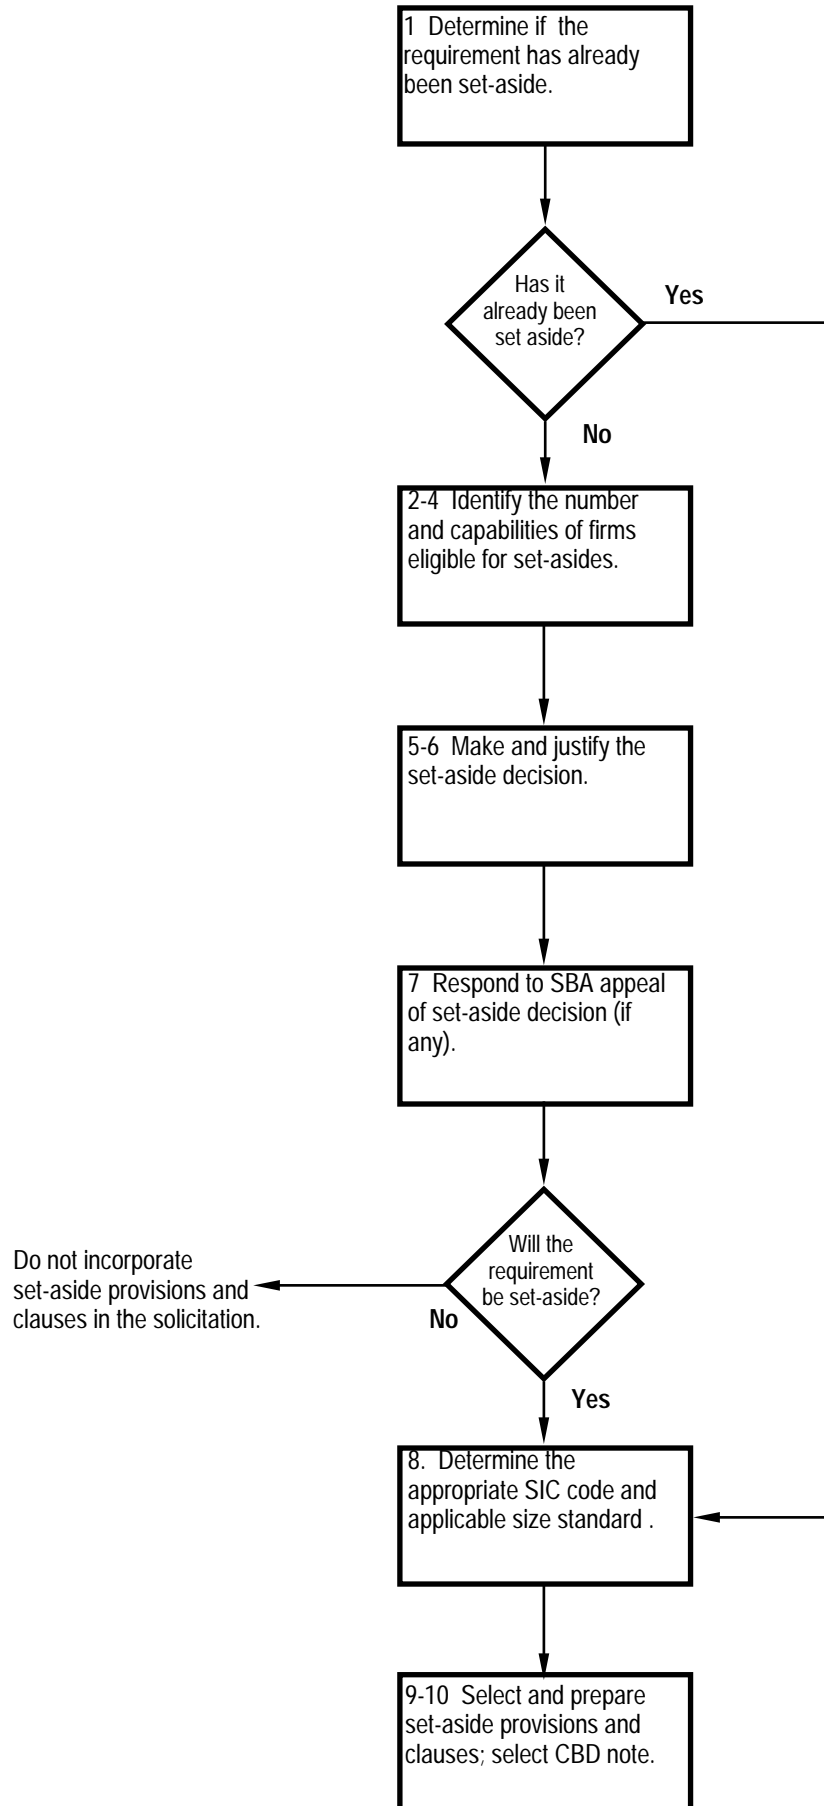 1 Determine if the
requirement has already
been set-aside.
Has it
already been
set aside?
Yes
No
2-4 Identify the number
and capabilities of firms
eligible for set-asides.
5-6 Make and justify the
set-aside decision.
7 Respond to SBA appeal
of set-aside decision (if
any).
Will the
requirement
be set-aside?
Do not incorporate
set-aside provisions and
clauses in the solicitation.
No
Yes
8. Determine the
appropriate SIC code and
applicable size standard .
9-10 Select and prepare
set-aside provisions and
clauses; select CBD note.